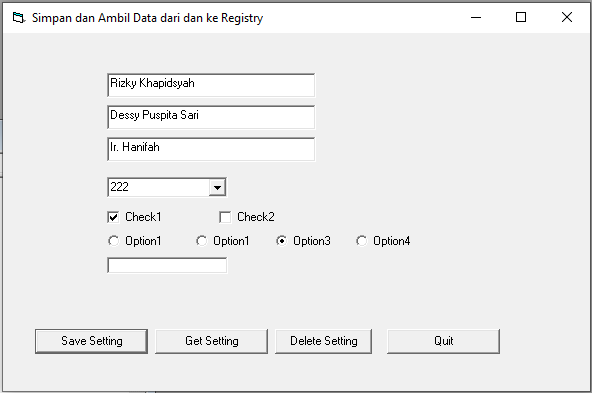 Simpan dan Ambil Data dari dan ke Registry
Rizky Khapidsyah
Dessy Puspita Sari
Ir. Hanifah
222
Check1 Check2
Option1 Option1 Option3 Option4
Save Setting Get Setting Delete Setting Quit